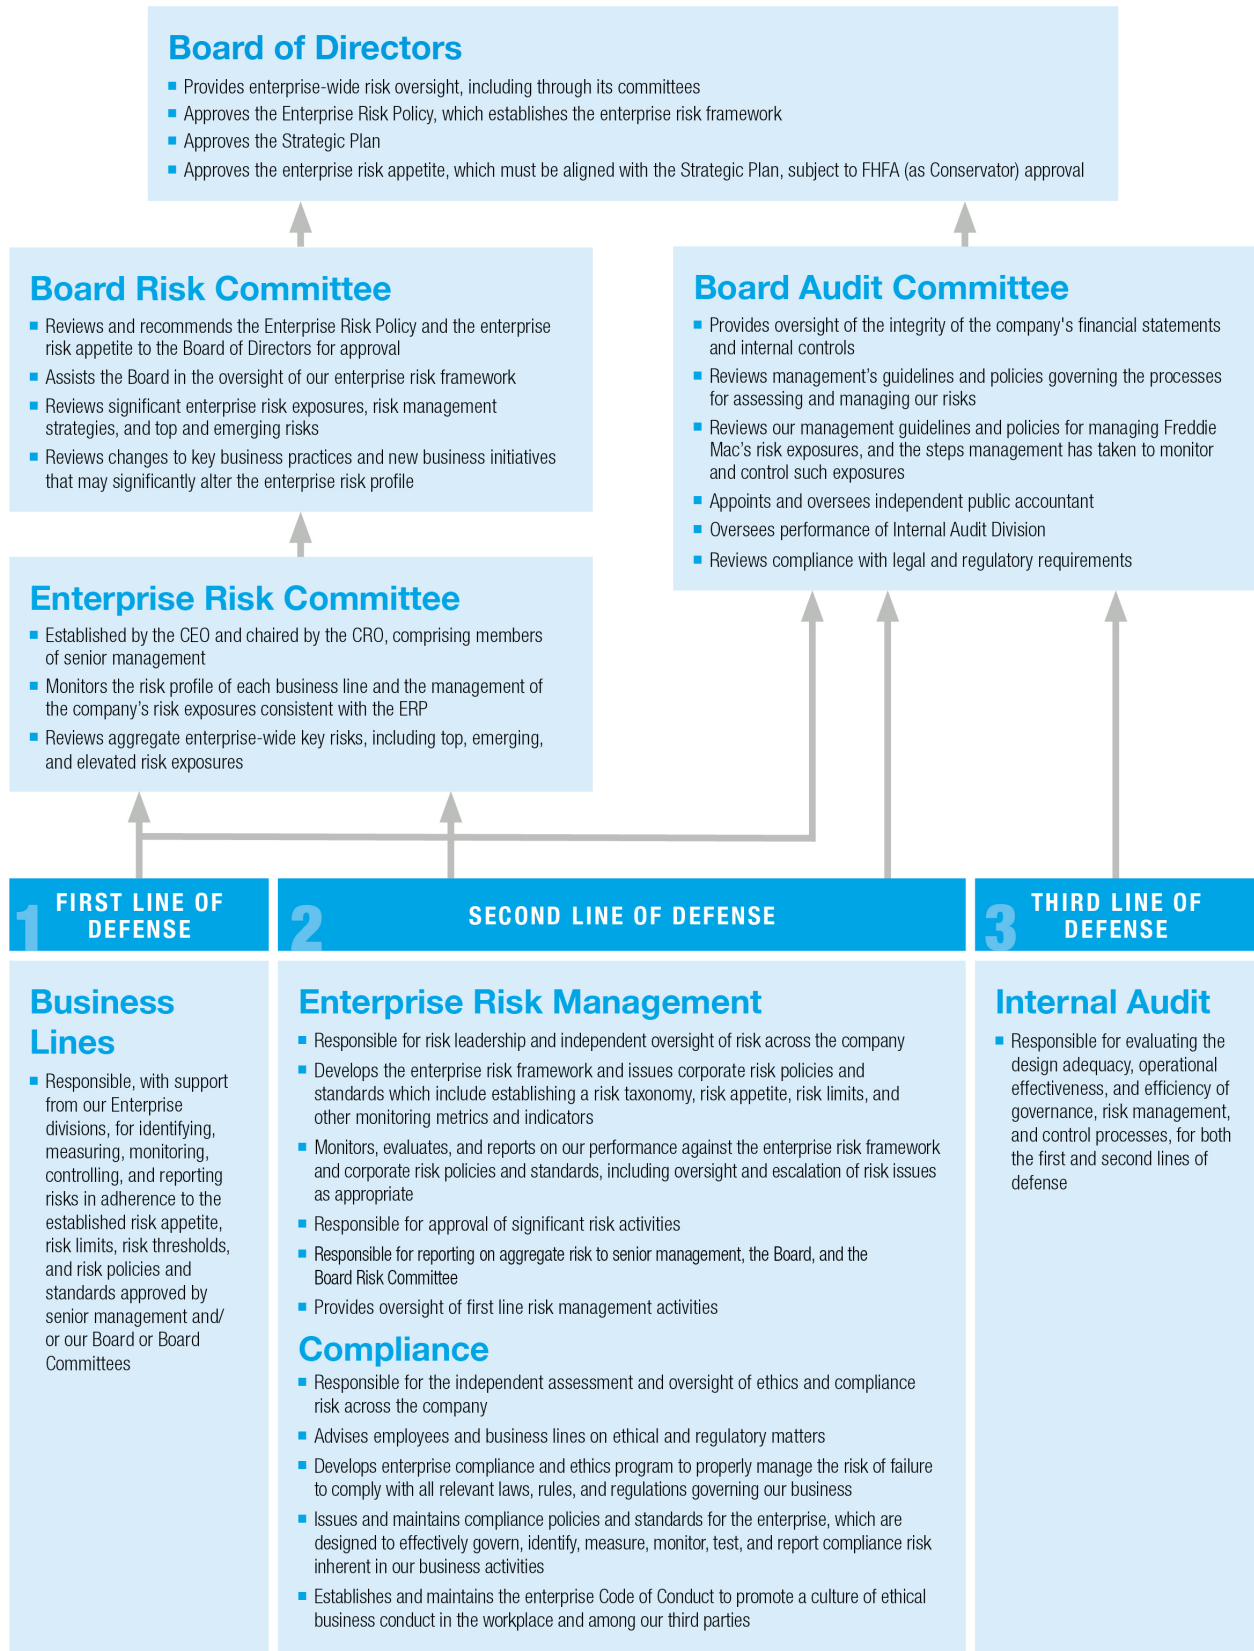 Board of Directors
Provides enterprise-wide risk oversight, including through its committees
Approves the Enterprise Risk Policy, which establishes the enterprise risk framework
Approves the Strategic Plan
Approves the enterprise risk appetite, which must be aligned with the Strategic Plan, subject to FHFA (as Conservator) approval
Board Risk Committee
Reviews and recommends the Enterprise Risk Policy and the enterprise
risk appetite to the Board of Directors for approval
Assists the Board in the oversight of our enterprise risk framework
Reviews significant enterprise risk exposures, risk management
strategies, and top and emerging risks
Reviews changes to key business practices and new business initiatives
that may significantly alter the enterprise risk profile
Board Audit Committee
Provides oversight of the integrity of the company's financial statements
and internal controls
Reviews management’s guidelines and policies governing the processes
for assessing and managing our risks
Reviews our management guidelines and policies for managing Freddie
Mac’s risk exposures, and the steps management has taken to monitor
and control such exposures
Appoints and oversees independent public accountant
Oversees performance of Internal Audit Division
Reviews compliance with legal and regulatory requirements
Enterprise Risk Committee
Established by the CEO and chaired by the CRO, comprising members
of senior management
Monitors the risk profile of each business line and the management of
the company’s risk exposures consistent with the ERP
Reviews aggregate enterprise-wide key risks, including top, emerging,
and elevated risk exposures
1
FIRST LINE OF
DEFENSE
Business
Lines
Responsible, with support
from our Enterprise
divisions, for identifying,
measuring, monitoring,
controlling, and reporting
risks in adherence to the
established risk appetite,
risk limits, risk thresholds,
and risk policies and
standards approved by
senior management and/
or our Board or Board
Committees
2
SECOND LINE OF DEFENSE
Enterprise Risk Management
Responsible for risk leadership and independent oversight of risk across the company
Develops the enterprise risk framework and issues corporate risk policies and
standards which include establishing a risk taxonomy, risk appetite, risk limits, and
other monitoring metrics and indicators
Monitors, evaluates, and reports on our performance against the enterprise risk framework
and corporate risk policies and standards, including oversight and escalation of risk issues
as appropriate
Responsible for approval of significant risk activities
Responsible for reporting on aggregate risk to senior management, the Board, and the
Board Risk Committee
Provides oversight of first line risk management activities
Compliance
Responsible for the independent assessment and oversight of ethics and compliance
risk across the company
Advises employees and business lines on ethical and regulatory matters
Develops enterprise compliance and ethics program to properly manage the risk of failure
to comply with all relevant laws, rules, and regulations governing our business
Issues and maintains compliance policies and standards for the enterprise, which are
designed to effectively govern, identify, measure, monitor, test, and report compliance risk
inherent in our business activities
Establishes and maintains the enterprise Code of Conduct to promote a culture of ethical
business conduct in the workplace and among our third parties
3
THIRD LINE OF
DEFENSE
Internal Audit
Responsible for evaluating the
design adequacy, operational
effectiveness, and efficiency of
governance, risk management,
and control processes, for both
the first and second lines of
defense